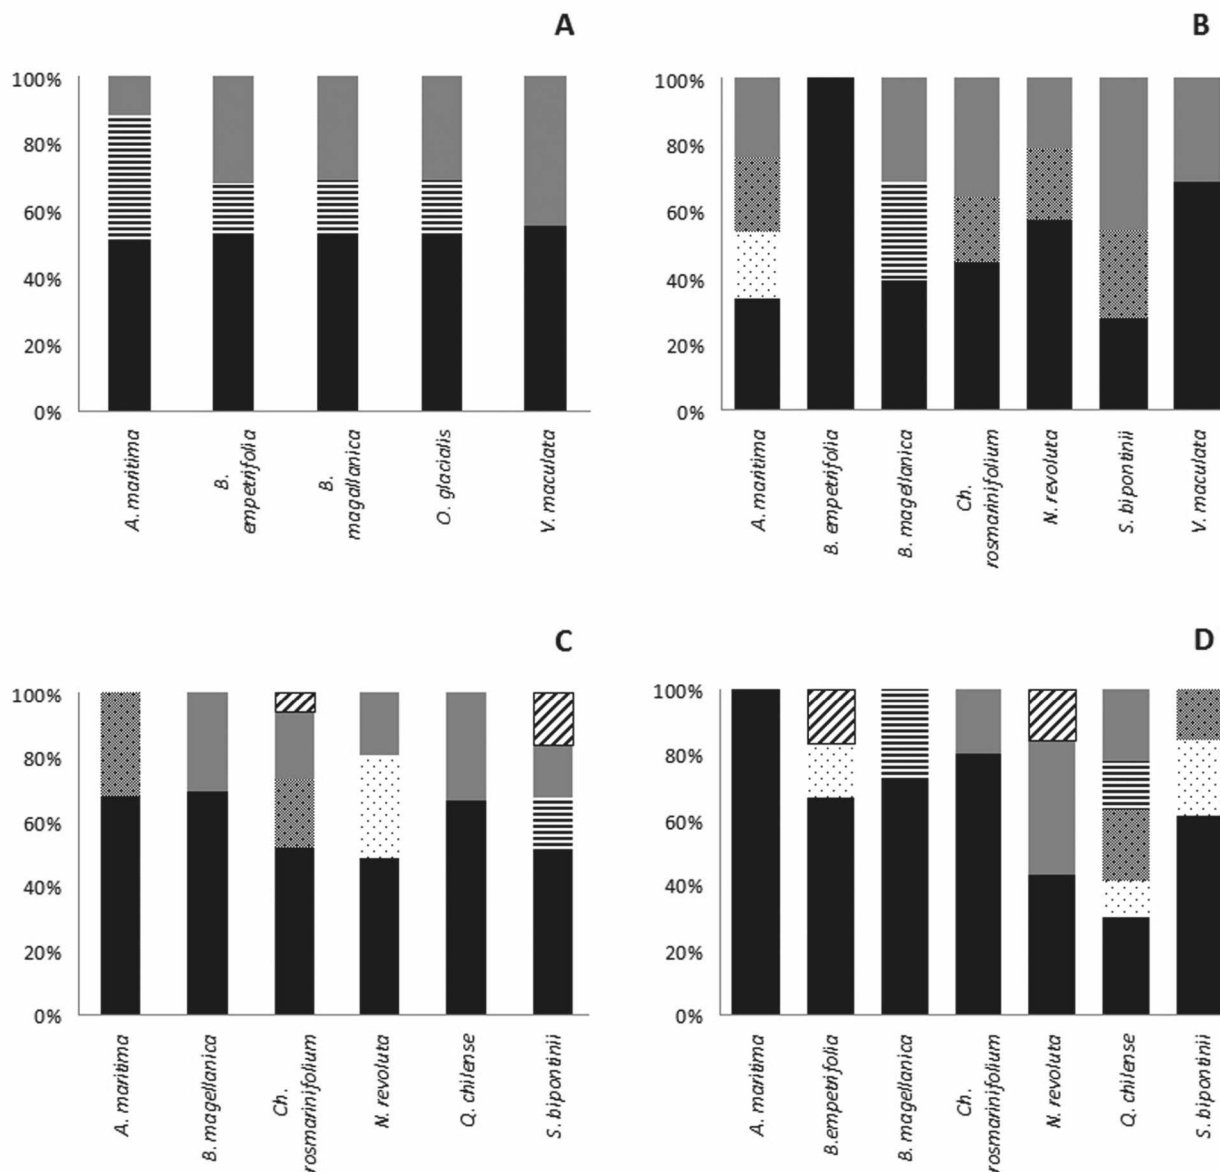 A
100%
80%
60%
40%
20%
0%
A. maritima
B.
empetrifolia
B.
magallanica
O. glacialis
V. maculata
B
100%
80%
60%
40%
20%
0%
A. maritima
B. empetrifolia
B. magellanica
Ch.
rosmarinifolium
N. revoluta
S. bipontinii
V. maculata
C
100%
80%
60%
40%
20%
0%
A. maritima
B. magellanica
Ch.
rosmarinifolium
N. revoluta
Q. chilense
S. bipontinii
D
100%
80%
60%
40%
20%
0%
A. maritima
B.empetrifolia
B. magellanica
Ch.
rosmarinifolium
N. revoluta
Q. chilense
S. bipontinii